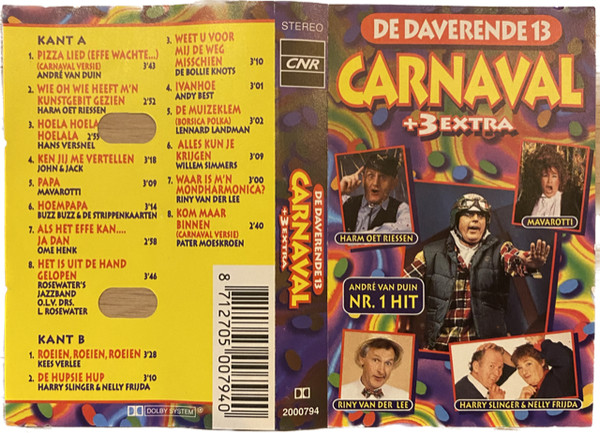 KANT A
1. PIZZA LIED (EFFE WACHTE...)
(CARNAVAL VERSIE) 3'43
ANDRÉ VAN DUIN
2. WIE OH WIE HEEFT M'N
KUNSTGEBIT GEZIEN 2'52
HARM OET RIESSEN
3. HOELA HOELA
HOELALA 2'55
HANS VERSNEL
4. KEN JIJ ME VERTELLEN 3'18
JOHN & JACK
5. PAPA 3'09
MAVAROTTI
6. HOEMPAPA 3'14
BUZZ BUZZ & DE STRIPPENKAARTEN
7. ALS HET EFFE KAN....
JA DAN 2'58
OME HENK
8. HET IS UIT DE HAND
GELOPEN 3'46
ROSEWATER'S
JAZZBAND
O.L.V. DRS.
L. ROSEWATER
KANT B
1. ROEIEN, ROEIEN, ROEIEN 3'28
KEES VERLEE
2. DE HUPSIE HUP 3'10
HARRY SLINGER & NELLY FRIJDA
3. WEET U VOOR
MIJ DE WEG
MISSCHIEN 3'10
DE BOLLIE KNOTS
4. IVANHOE 3'01
ANDY BEST
5. DE MUIZEKLEM
(BORSICA POLKA) 3'02
LENNARD LANDMAN
6. ALLES KUN JE
KRIJGEN 3'09
WILLEM SIMMERS
7. WAAR IS M'N 3'00
MONDHARMONICA?
RINY VAN DER LEE
8. KOM MAAR
BINNEN 2'40
(CARNAVAL VERSIE)
PATER MOESKROEN
DOLBY SYSTEM
8 712705 007940
STEREO
CNR
DE DAVERENDE 13
CARNAVAL
+3 EXTRA
2000794
DE DAVERENDE 13
CARNAVAL
+3 EXTRA
HARM OET RIESSEN
MAVAROTTI
ANDRÉ VAN DUIN
NR. 1 HIT
RINY VAN DER LEE
HARRY SLINGER & NELLY FRIJDA